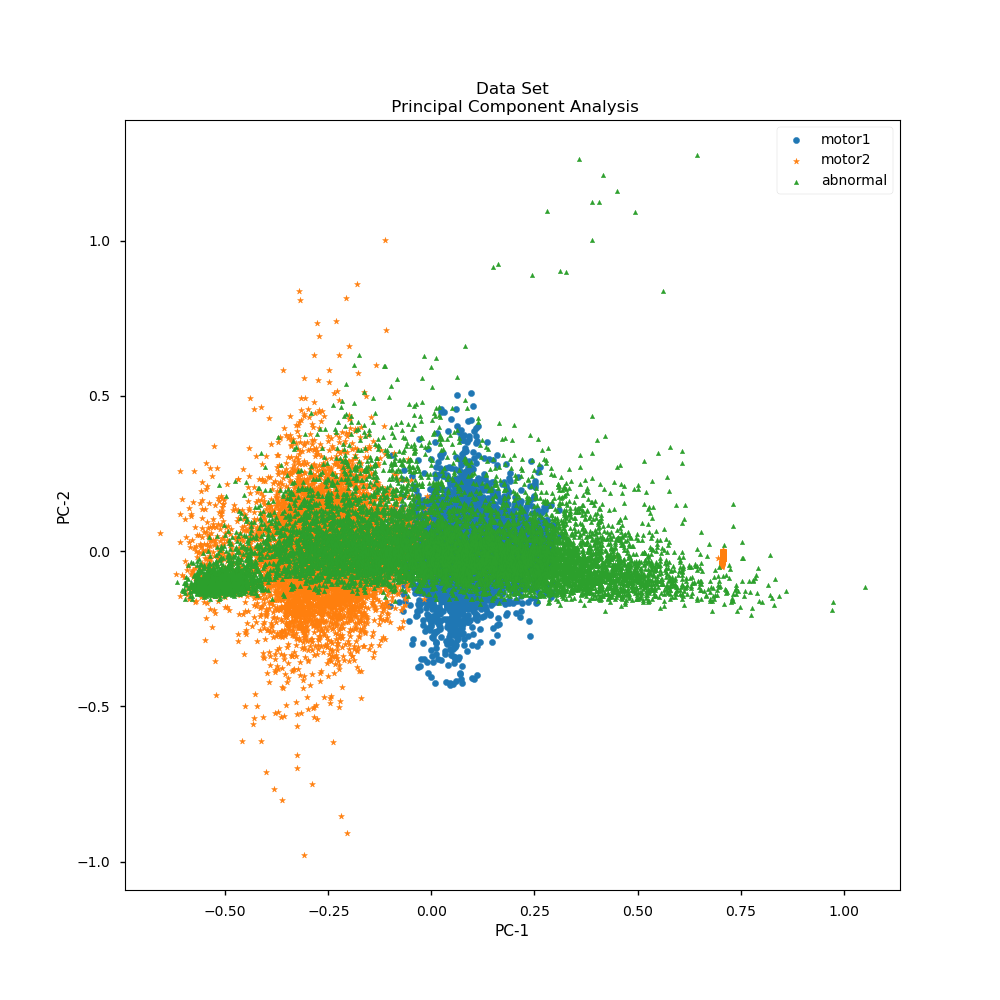 Data Set
Principal Component Analysis
motor1
motor2
abnormal
1.0
0.5
0.0
−0.5
−1.0
PC-2
−0.50 −0.25 0.00 0.25 0.50 0.75 1.00
PC-1